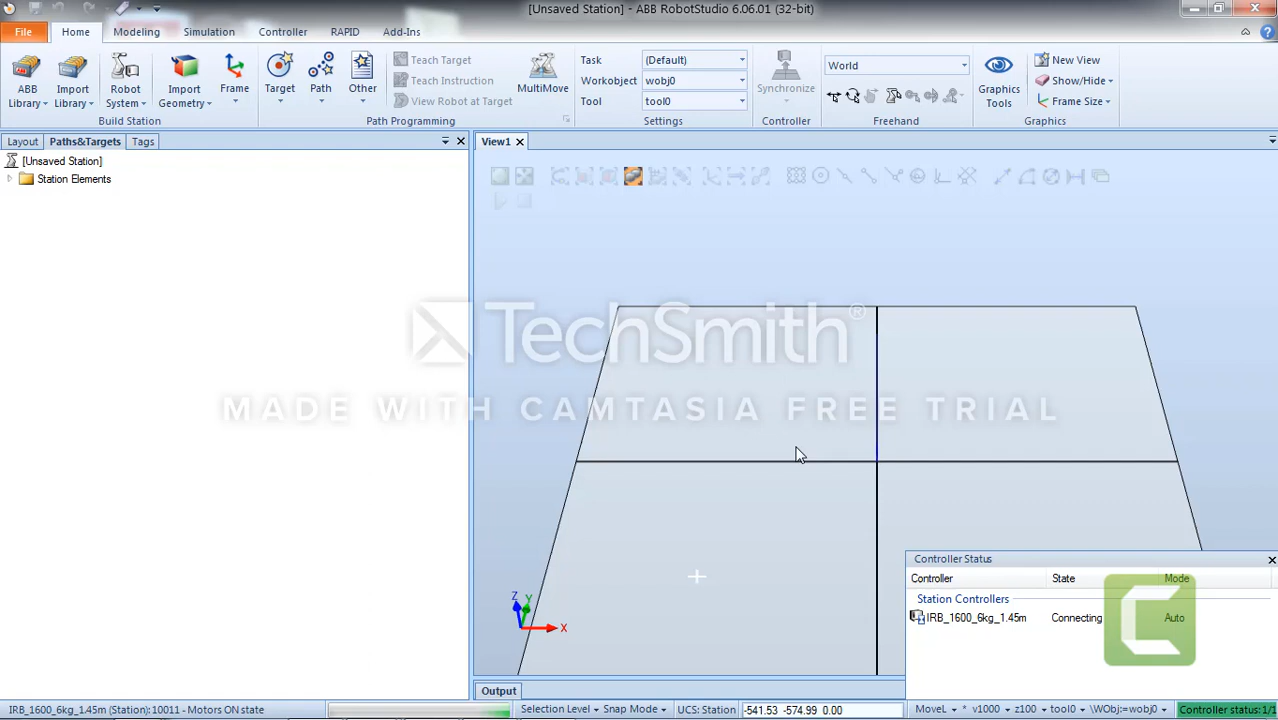 [Unsaved Station] - ABB RobotStudio 6.06.01 (32-bit)
File Home Modeling Simulation Controller RAPID Add-Ins
ABB Library Import Library Robot System Import Geometry Frame
Build Station
Target Path Other
Teach Target
Teach Instruction
View Robot at Target
MultiMove
Path Programming
Task (Default)
Workobject wobj0
Tool tool0
Settings
Synchronize
Controller
World
Freehand
Graphics Tools
New View
Show/Hide
Frame Size
Graphics
Layout Paths&Targets Tags
[Unsaved Station]
Station Elements
View1
TechSmith®
MADE WITH CAMTASIA FREE TRIAL
Z Y X
Controller Status
Controller State Mode
Station Controllers
IRB_1600_6kg_1.45m Connecting Auto
Output
IRB_1600_6kg_1.45m (Station): 10011 - Motors ON state
Selection Level Snap Mode UCS: Station -541.53 -574.99 0.00 MoveL * v1000 z100 tool0 \WObj:=wobj0 Controller status: 1/1